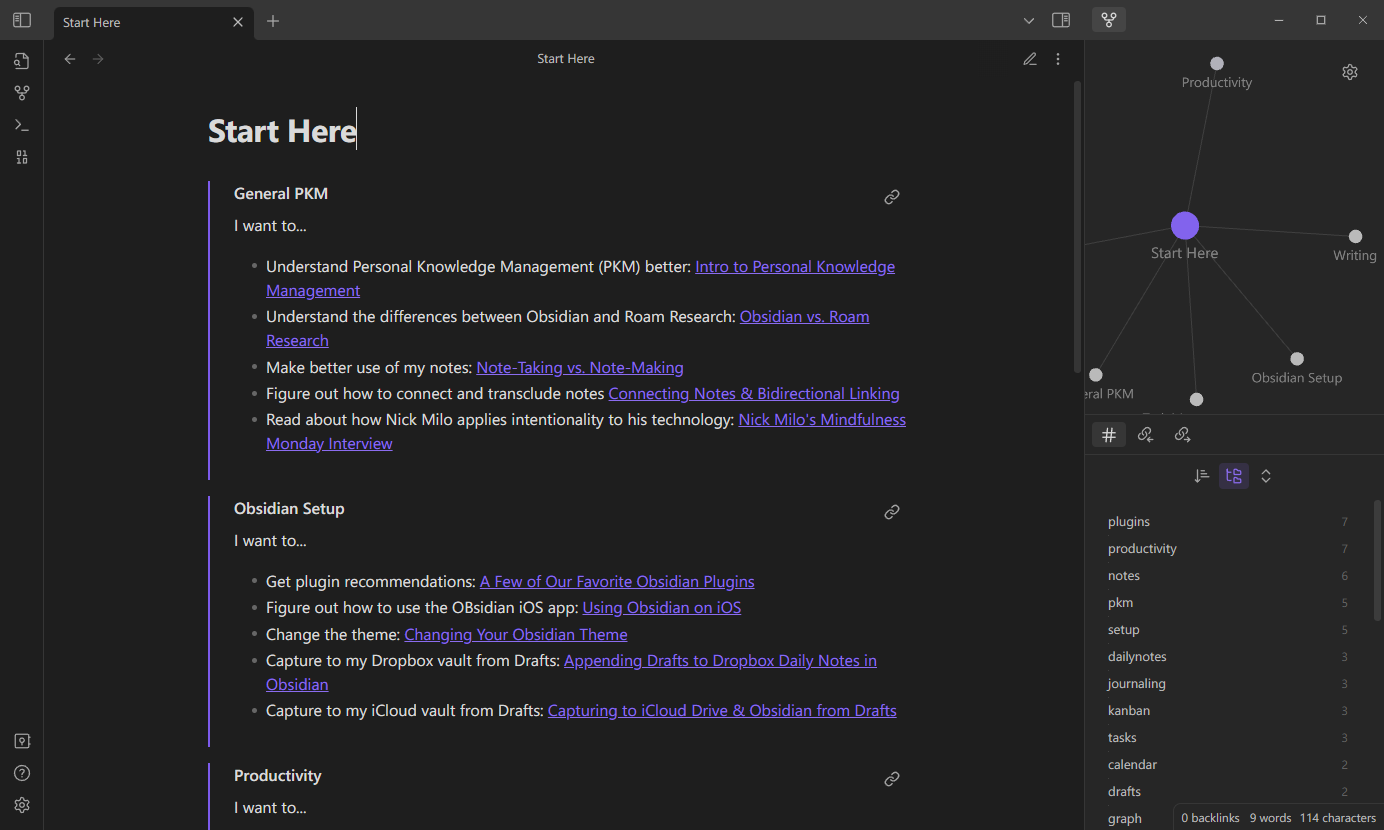 Start Here
Start Here
Start Here
General PKM
I want to...
Understand Personal Knowledge Management (PKM) better: Intro to Personal Knowledge
Management
Understand the differences between Obsidian and Roam Research: Obsidian vs. Roam
Research
Make better use of my notes: Note-Taking vs. Note-Making
Figure out how to connect and transclude notes Connecting Notes & Bidirectional Linking
Read about how Nick Milo applies intentionality to his technology: Nick Milo's Mindfulness
Monday Interview
Obsidian Setup
I want to...
Get plugin recommendations: A Few of Our Favorite Obsidian Plugins
Figure out how to use the OBsidian iOS app: Using Obsidian on iOS
Change the theme: Changing Your Obsidian Theme
Capture to my Dropbox vault from Drafts: Appending Drafts to Dropbox Daily Notes in
Obsidian
Capture to my iCloud vault from Drafts: Capturing to iCloud Drive & Obsidian from Drafts
Productivity
I want to...
Productivity
Start Here
Writing
Obsidian Setup
eral PKM
plugins 7
productivity 7
notes 6
pkm 5
setup 5
dailynotes 3
journaling 3
kanban 3
tasks 3
calendar 2
drafts 2
graph
0 backlinks 9 words 114 characters